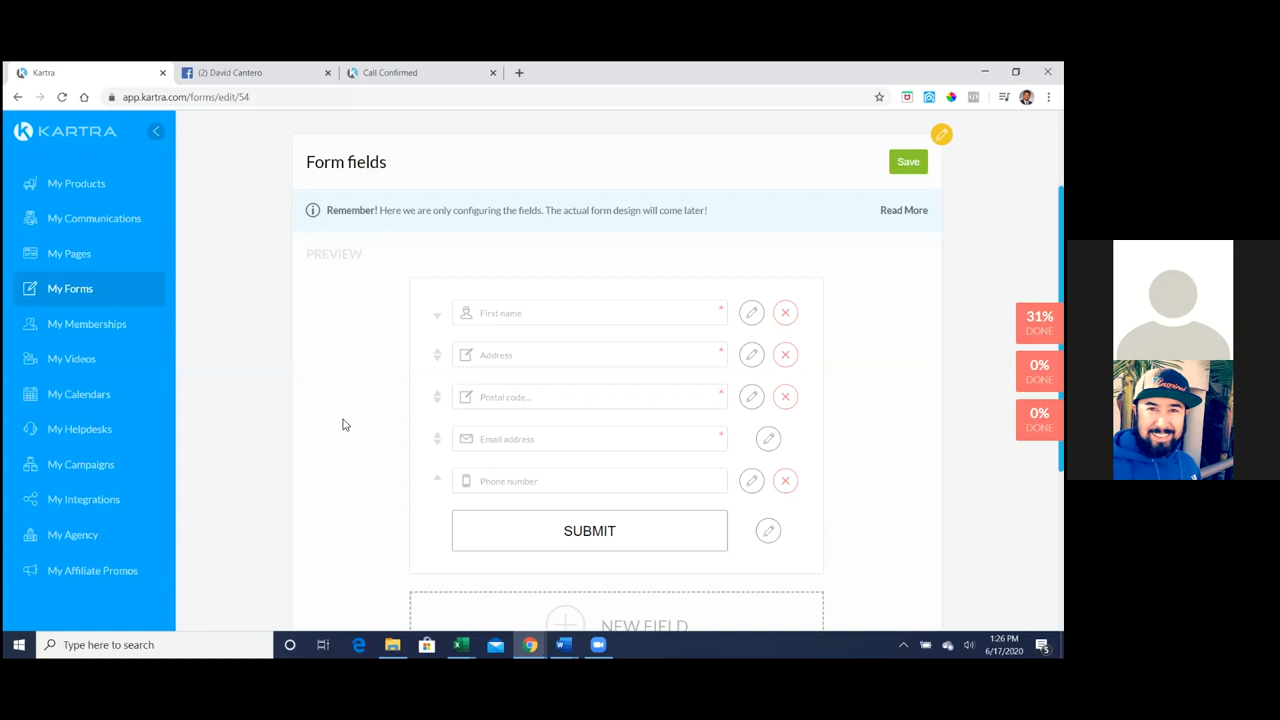 Kartra
(2) David Cantero
Call Confirmed
app.kartra.com/forms/edit/54
KARTRA
My Products
My Communications
My Pages
My Forms
My Memberships
My Videos
My Calendars
My Helpdesks
My Campaigns
My Integrations
My Agency
My Affiliate Promos
Form fields
Save
Remember! Here we are only configuring the fields. The actual form design will come later!
Read More
PREVIEW
First name *
Address *
Postal code... *
Email address *
Phone number
SUBMIT
NEW FIELD
31%
DONE
0%
DONE
0%
DONE
Type here to search
1:26 PM
6/17/2020
5